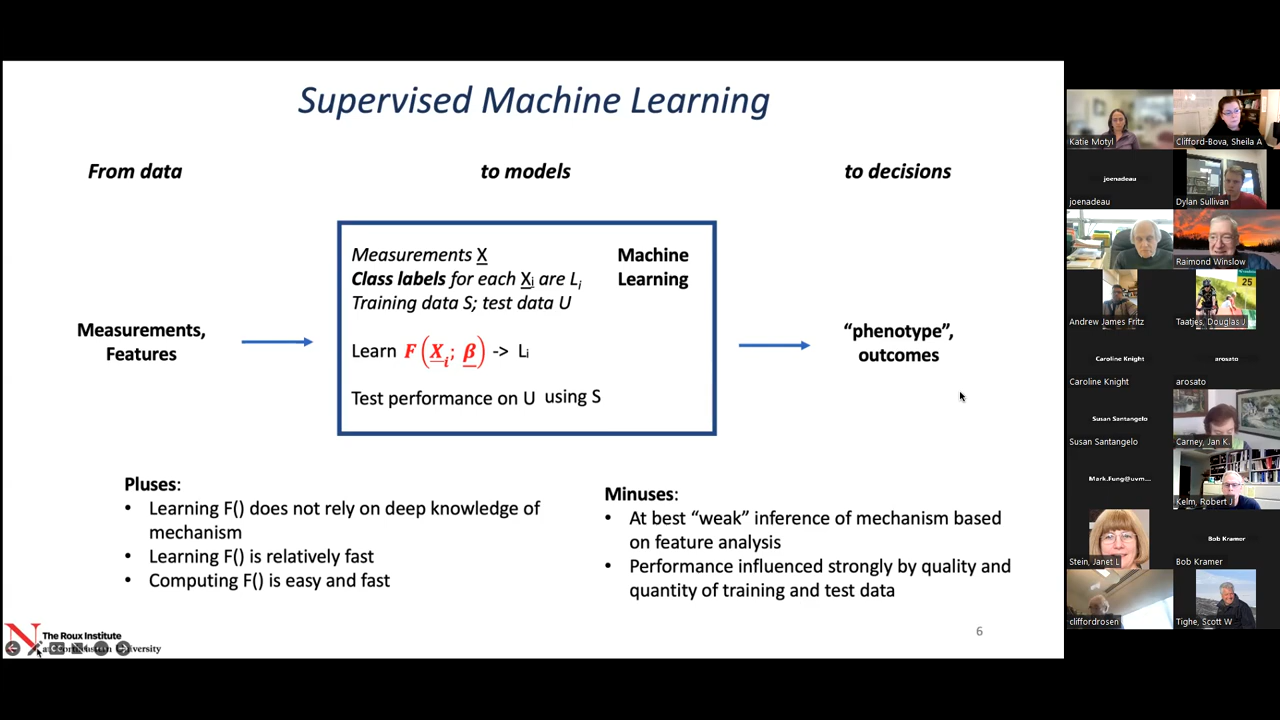 Supervised Machine Learning
From data
to models
to decisions
Measurements,
Features
Measurements X
Class labels for each Xi are Li
Training data S; test data U
Machine
Learning
Learn F(Xi; β) -> Li
Test performance on U using S
“phenotype”,
outcomes
Pluses:
• Learning F() does not rely on deep knowledge of
mechanism
• Learning F() is relatively fast
• Computing F() is easy and fast
Minuses:
• At best “weak” inference of mechanism based
on feature analysis
• Performance influenced strongly by quality and
quantity of training and test data
6
N
The Roux Institute
University
Katie Motyl
Clifford-Bova, Sheila A
joenadeau
joenadeau
Dylan Sullivan
Raimond Winslow
Andrew James Fritz
25
Taatjes, Douglas J
Caroline Knight
Caroline Knight
arosato
arosato
Susan Santangelo
Susan Santangelo
Carney, Jan K.
Mark.Fung@uvm...
Kelm, Robert J
Stein, Janet L
Bob Kramer
Bob Kramer
cliffordrosen
Tighe, Scott W